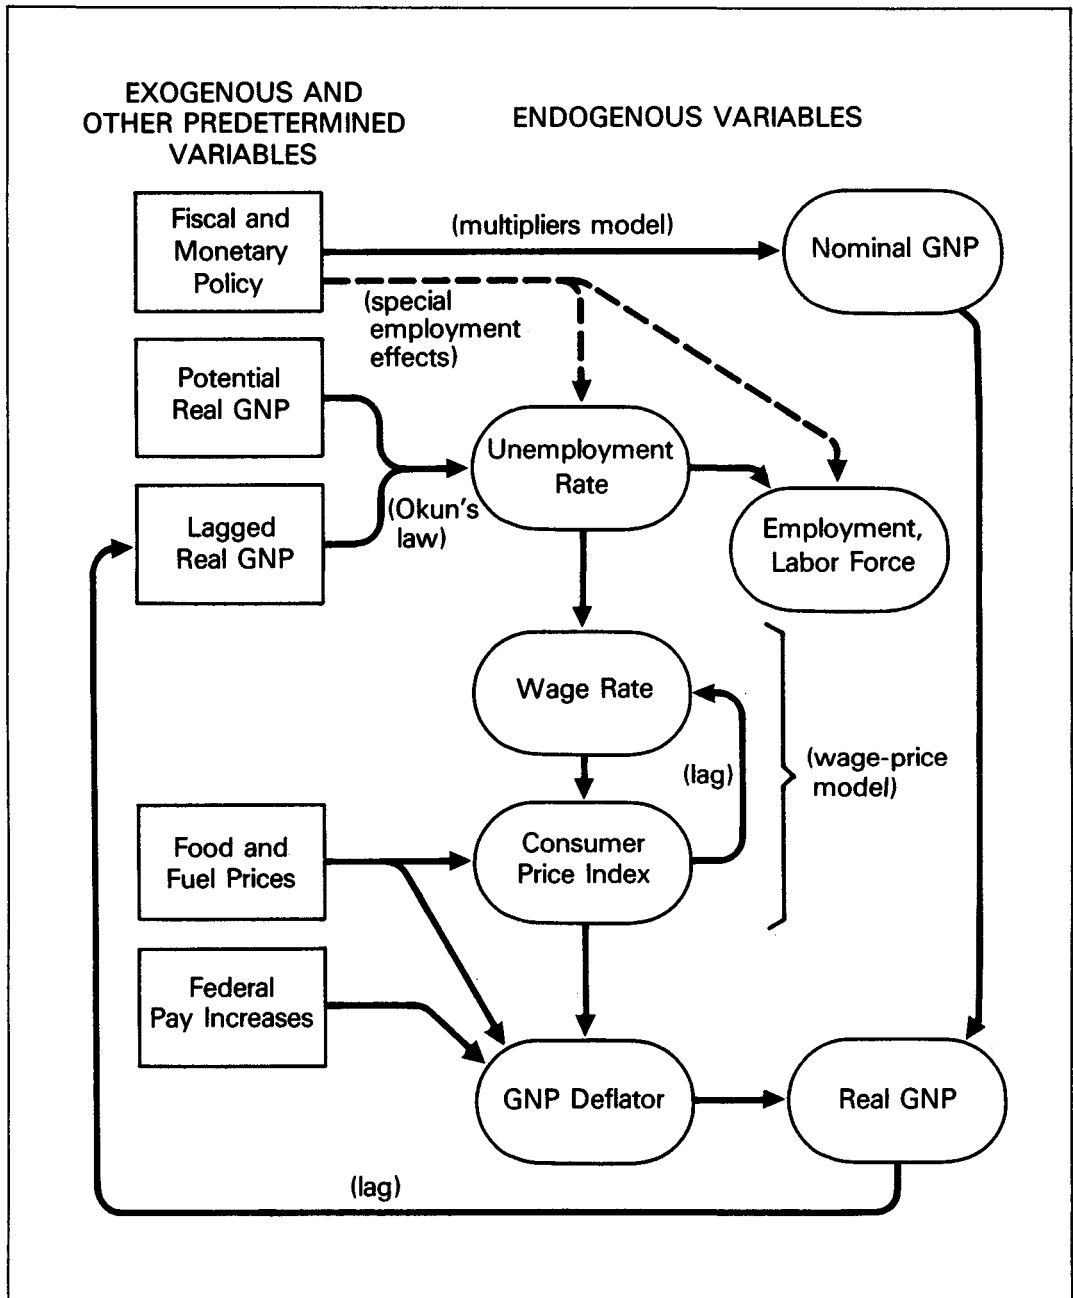 EXOGENOUS AND
OTHER PREDETERMINED
VARIABLES
ENDOGENOUS VARIABLES
Fiscal and
Monetary
Policy
(multipliers model)
Nominal GNP
(special
employment
effects)
Potential
Real GNP
Unemployment
Rate
(Okun's
law)
Lagged
Real GNP
Employment,
Labor Force
Wage Rate
(lag)
(wage-price
model)
Food and
Fuel Prices
Consumer
Price Index
Federal
Pay Increases
GNP Deflator
Real GNP
(lag)